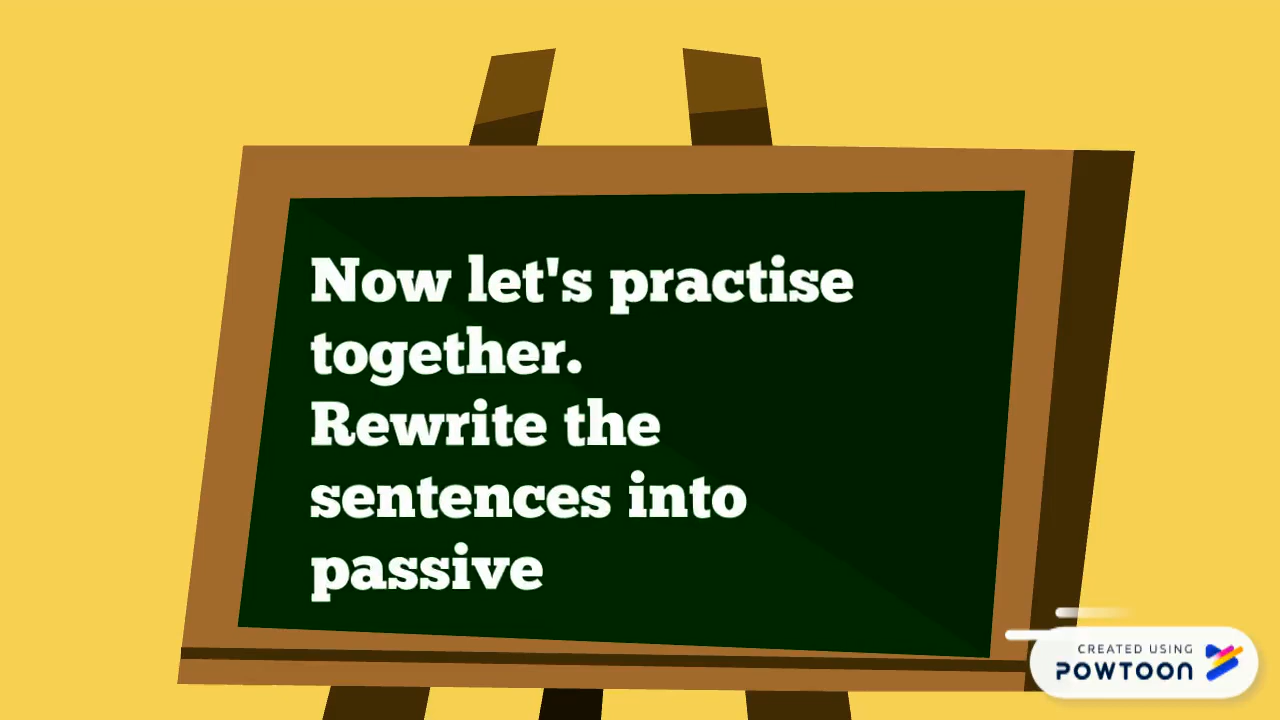 Now let's practise
together.
Rewrite the
sentences into
passive
CREATED USING
POWTOON